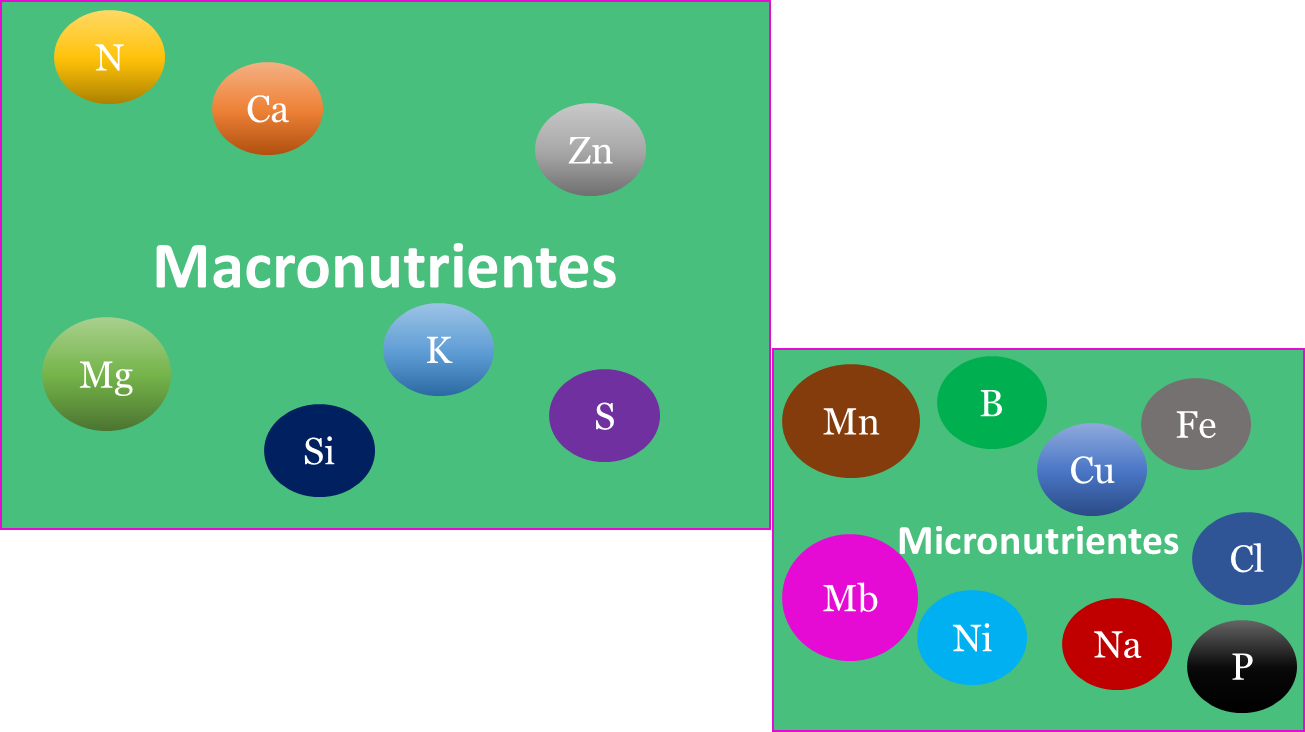 N
Ca
Zn
Macronutrientes
Mg
K
Si
S
Mn
B
Fe
Cu
Micronutrientes
Cl
Mb
Ni
Na
P